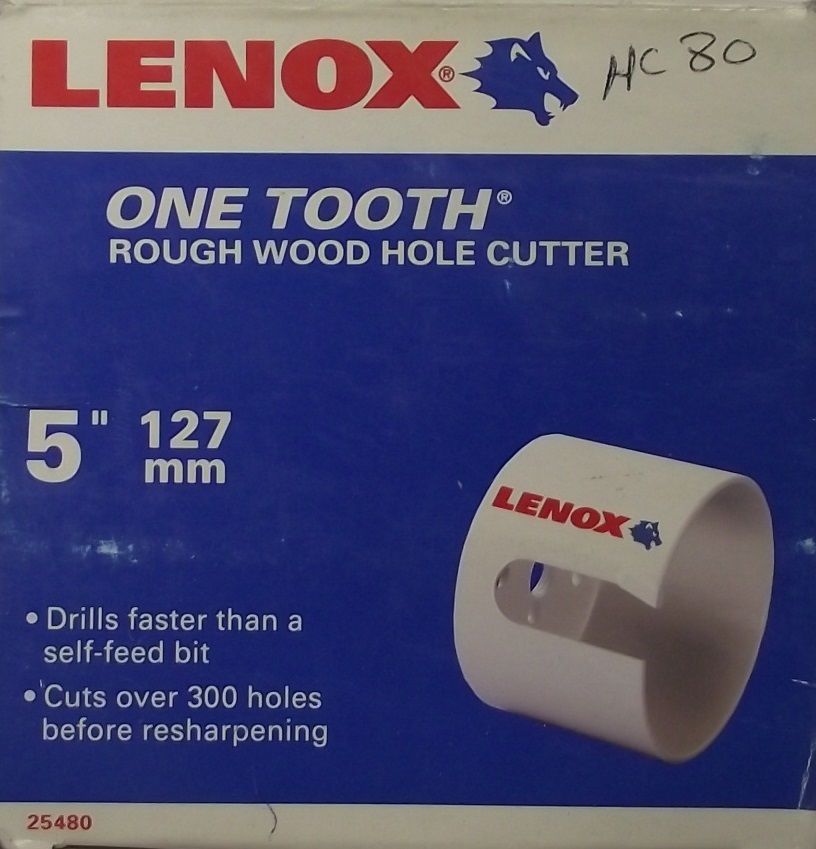 LENOX® HC 80
ONE TOOTH®
ROUGH WOOD HOLE CUTTER
5" 127 mm
LENOX
• Drills faster than a
self-feed bit
• Cuts over 300 holes
before resharpening
25480